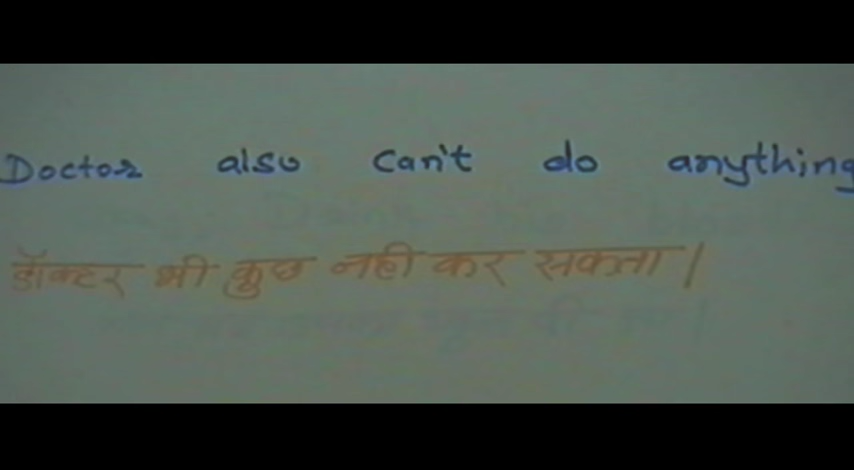 Doctor also can't do anything
डॉक्टर भी कुछ नही कर सकता।